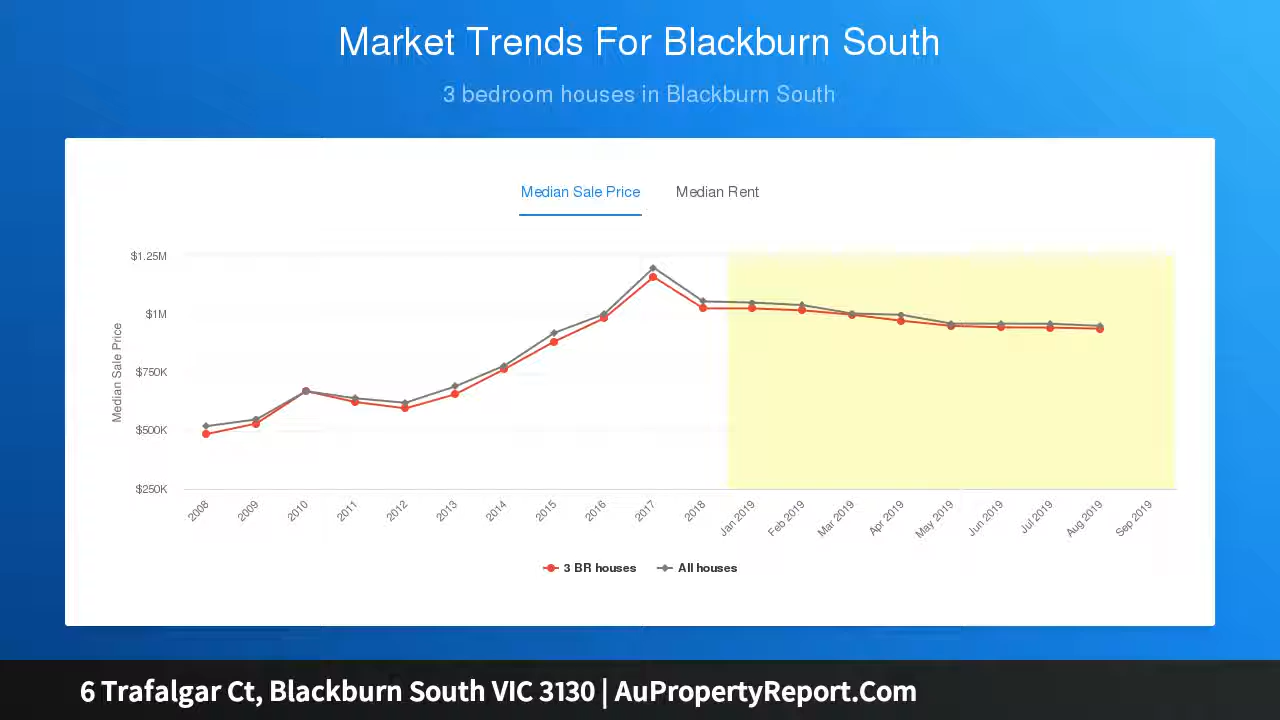 Market Trends For Blackburn South
3 bedroom houses in Blackburn South
Median Sale Price Median Rent
Median Sale Price
$1.25M
$1M
$750K
$500K
$250K
2008 2009 2010 2011 2012 2013 2014 2015 2016 2017 2018 Jan 2019 Feb 2019 Mar 2019 Apr 2019 May 2019 Jun 2019 Jul 2019 Aug 2019 Sep 2019
3 BR houses All houses
6 Trafalgar Ct, Blackburn South VIC 3130 | AuPropertyReport.Com